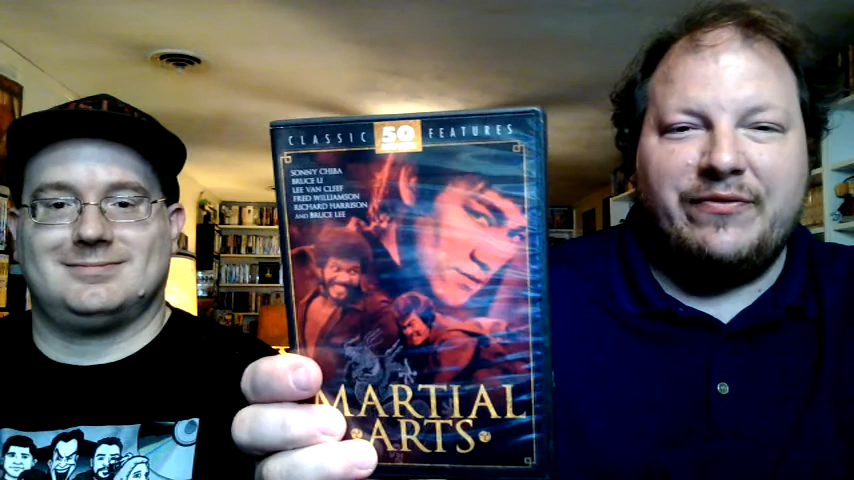 CLASSIC 50 FEATURES
SONNY CHIBA
BRUCE LI
LEE VAN CLEEF
FRED WILLIAMSON
RICHARD HARRISON
AND BRUCE LEE
MARTIAL
ARTS